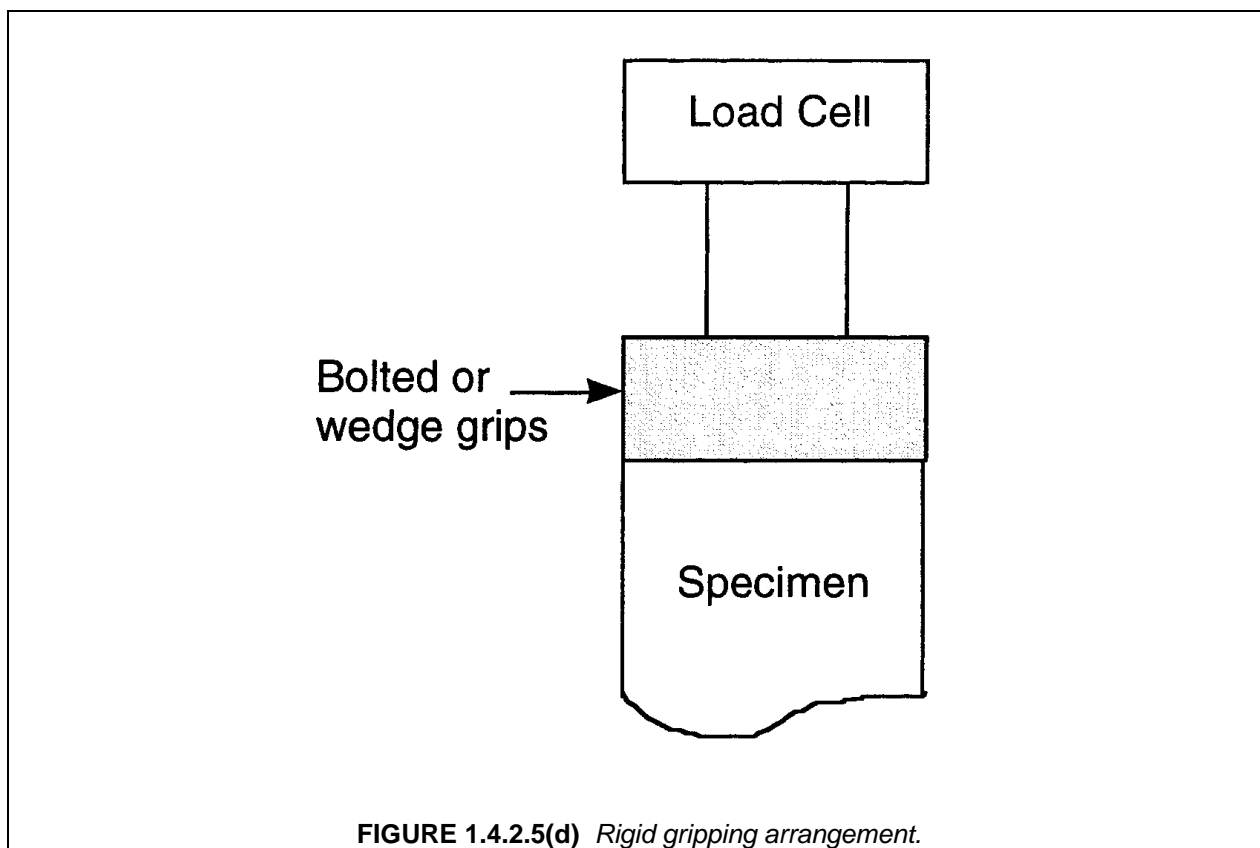 Load Cell
Bolted or
wedge grips
Specimen
FIGURE 1.4.2.5(d) Rigid gripping arrangement.